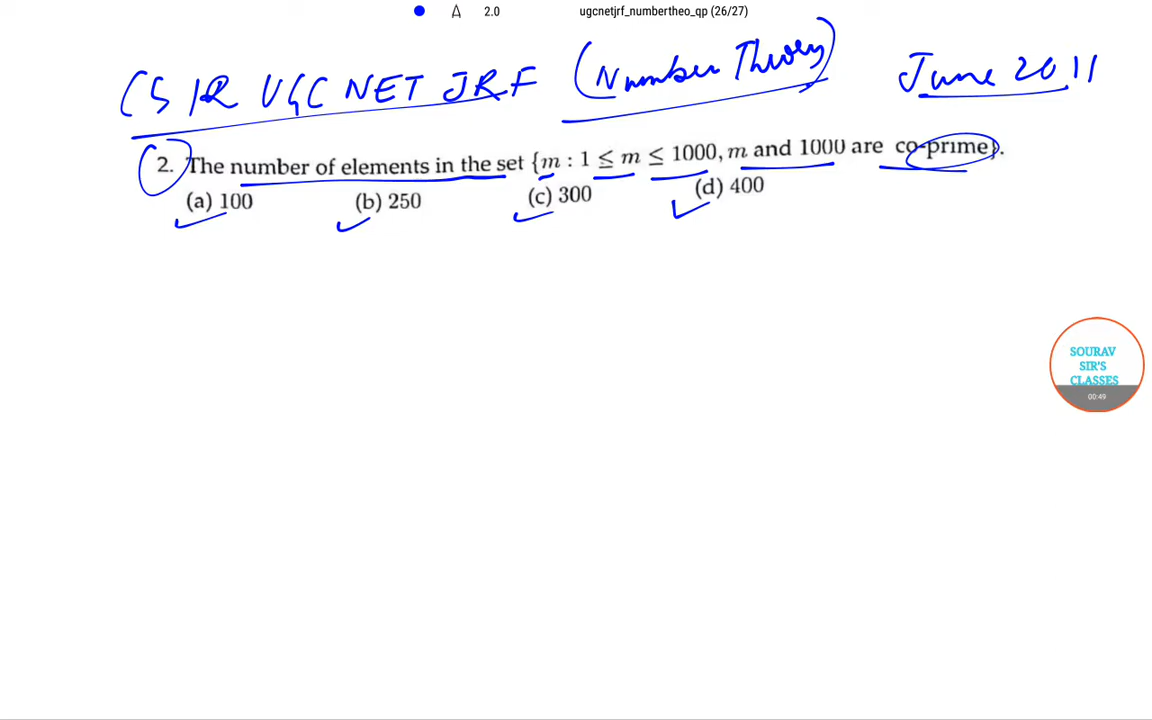 2.0 ugcnetjrf_numbertheo_qp (26/27)
CSIR UGC NET JRF (Number Theory) June 2011
2. The number of elements in the set {m : 1 ≤ m ≤ 1000, m and 1000 are co-prime}.
(a) 100 (b) 250 (c) 300 (d) 400
SOURAV
SIR'S
CLASSES
00:49